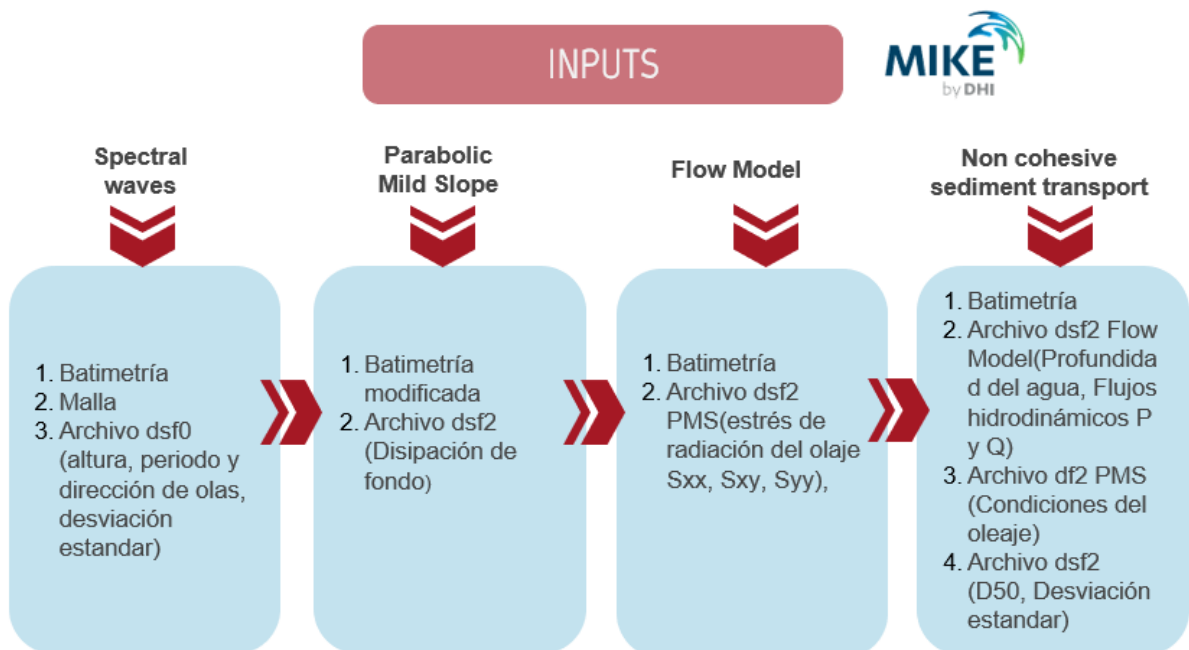 INPUTS
MIKE
by DHI
Spectral
waves
Parabolic
Mild Slope
Flow Model
Non cohesive
sediment transport
1. Batimetría
2. Malla
3. Archivo dsf0
(altura, periodo y
dirección de olas,
desviación
estandar)
1. Batimetría
modificada
2. Archivo dsf2
(Disipación de
fondo)
1. Batimetría
2. Archivo dsf2
PMS(estrés de
radiación del olaje
Sxx, Sxy, Syy),
1. Batimetría
2. Archivo dsf2 Flow
Model(Profundida
d del agua, Flujos
hidrodinámicos P
y Q)
3. Archivo df2 PMS
(Condiciones del
oleaje)
4. Archivo dsf2
(D50, Desviación
estandar)